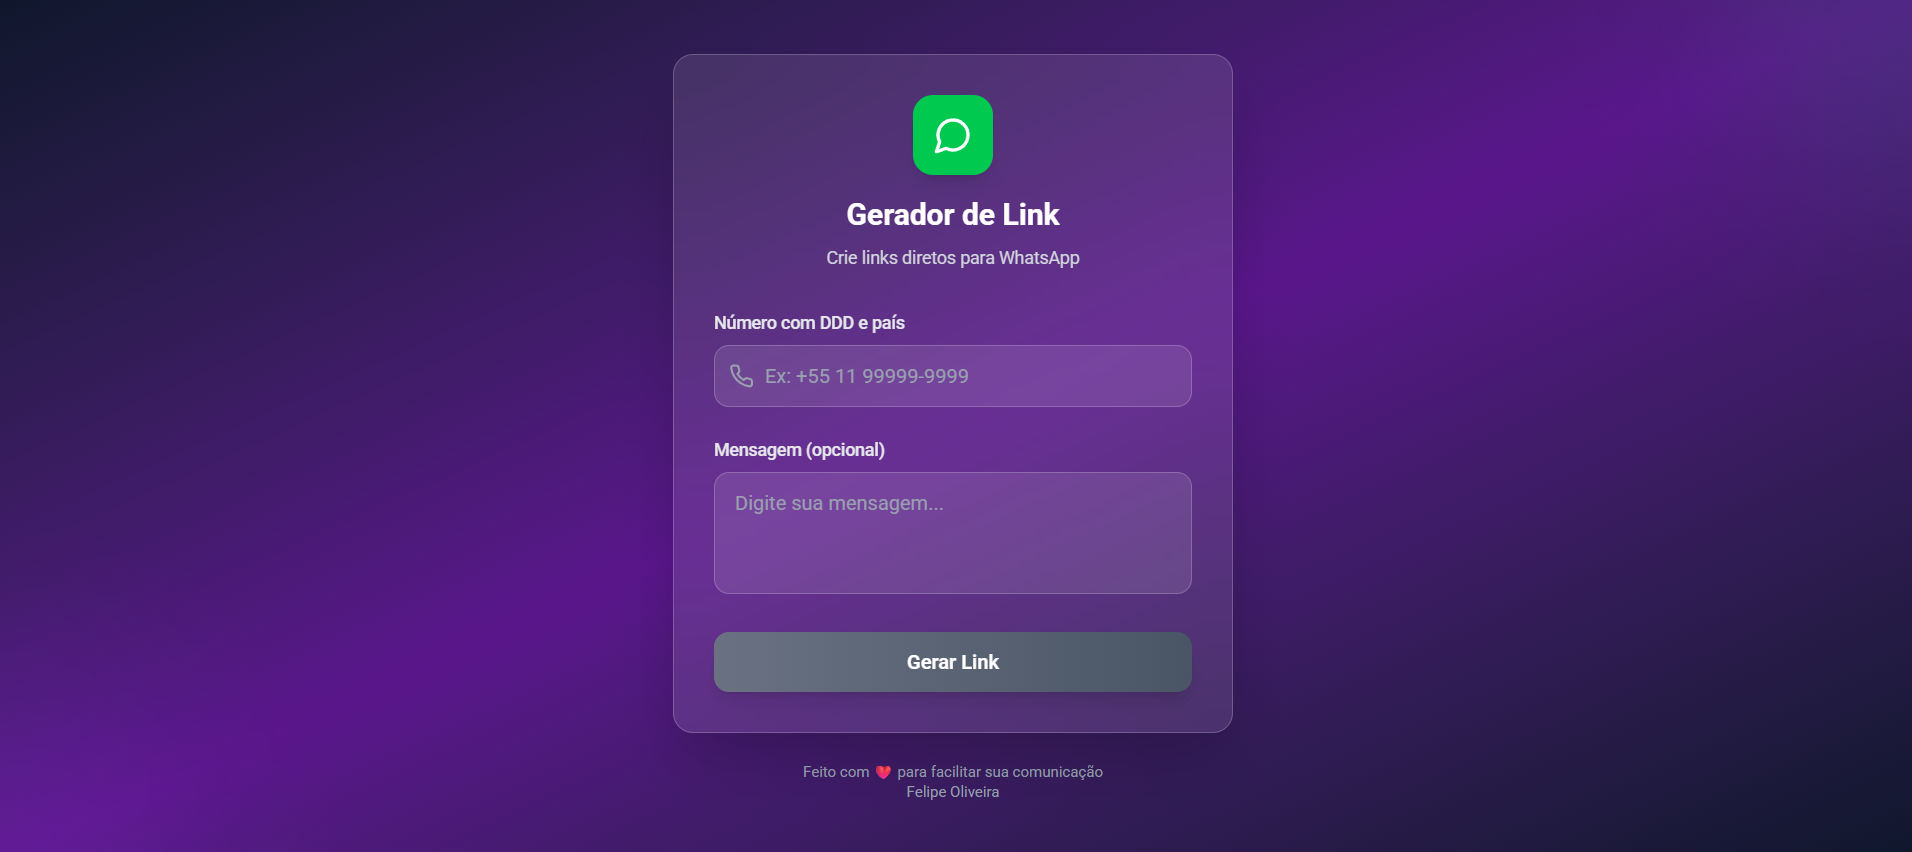 Gerador de Link
Crie links diretos para WhatsApp
Número com DDD e país
Ex: +55 11 99999-9999
Mensagem (opcional)
Digite sua mensagem...
Gerar Link
Feito com 💖 para facilitar sua comunicação
Felipe Oliveira